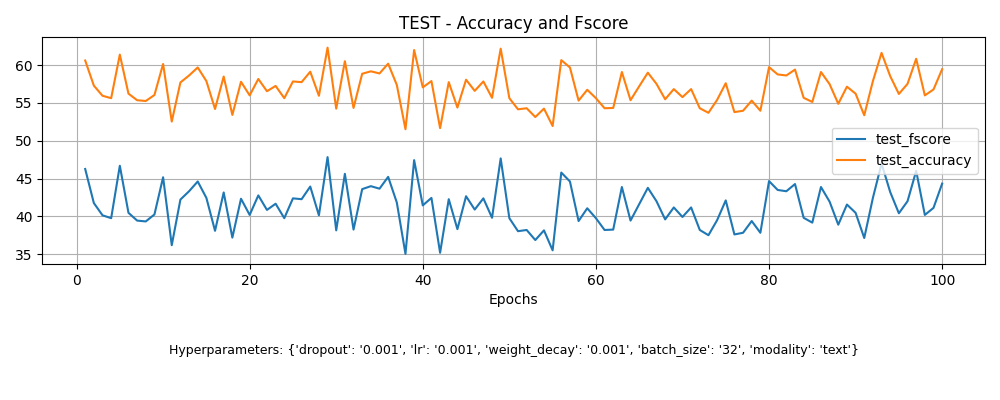 TEST - Accuracy and Fscore
60
55
50
45
40
35
test_fscore
test_accuracy
0 20 40 60 80 100
Epochs
Hyperparameters: {'dropout': '0.001', 'lr': '0.001', 'weight_decay': '0.001', 'batch_size': '32', 'modality': 'text'}